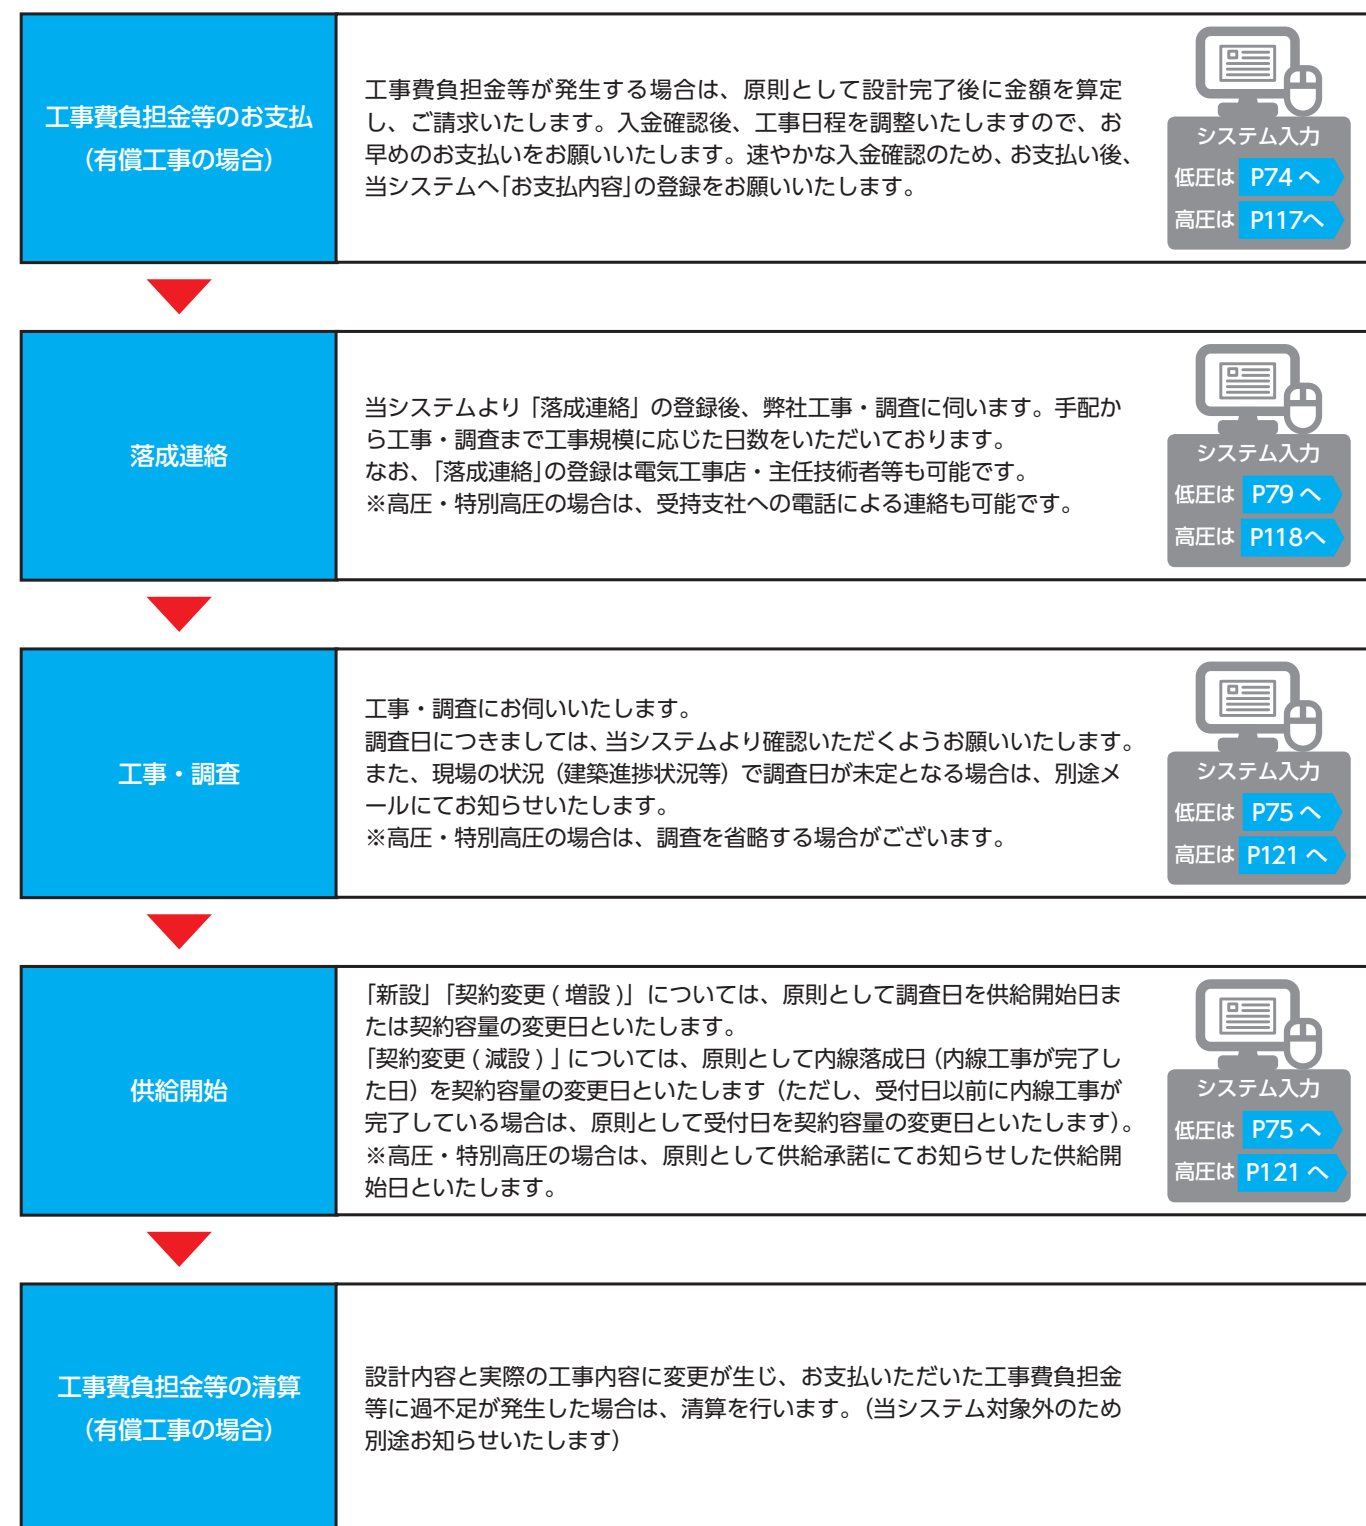 工事費負担金等のお支払
（有償工事の場合）
工事費負担金等が発生する場合は、原則として設計完了後に金額を算定
し、ご請求いたします。入金確認後、工事日程を調整いたしますので、お
早めのお支払いをお願いいたします。速やかな入金確認のため、お支払い後、
当システムへ「お支払内容」の登録をお願いいたします。
システム入力
低圧は P74 へ
高圧は P117へ
落成連絡
当システムより「落成連絡」の登録後、弊社工事・調査に伺います。手配か
ら工事・調査まで工事規模に応じた日数をいただいております。
なお、「落成連絡」の登録は電気工事店・主任技術者等も可能です。
※高圧・特別高圧の場合は、受持支社への電話による連絡も可能です。
システム入力
低圧は P79 へ
高圧は P118へ
工事・調査
工事・調査にお伺いいたします。
調査日につきましては、当システムより確認いただくようお願いいたします。
また、現場の状況（建築進捗状況等）で調査日が未定となる場合は、別途メ
ールにてお知らせいたします。
※高圧・特別高圧の場合は、調査を省略する場合がございます。
システム入力
低圧は P75 へ
高圧は P121 へ
供給開始
「新設」「契約変更 ( 増設 )」については、原則として調査日を供給開始日ま
たは契約容量の変更日といたします。
「契約変更 ( 減設 ) 」については、原則として内線落成日（内線工事が完了し
た日）を契約容量の変更日といたします（ただし、受付日以前に内線工事が
完了している場合は、原則として受付日を契約容量の変更日といたします）。
※高圧・特別高圧の場合は、原則として供給承諾にてお知らせした供給開
始日といたします。
システム入力
低圧は P75 へ
高圧は P121 へ
工事費負担金等の清算
（有償工事の場合）
設計内容と実際の工事内容に変更が生じ、お支払いただいた工事費負担金
等に過不足が発生した場合は、清算を行います。（当システム対象外のため
別途お知らせいたします）